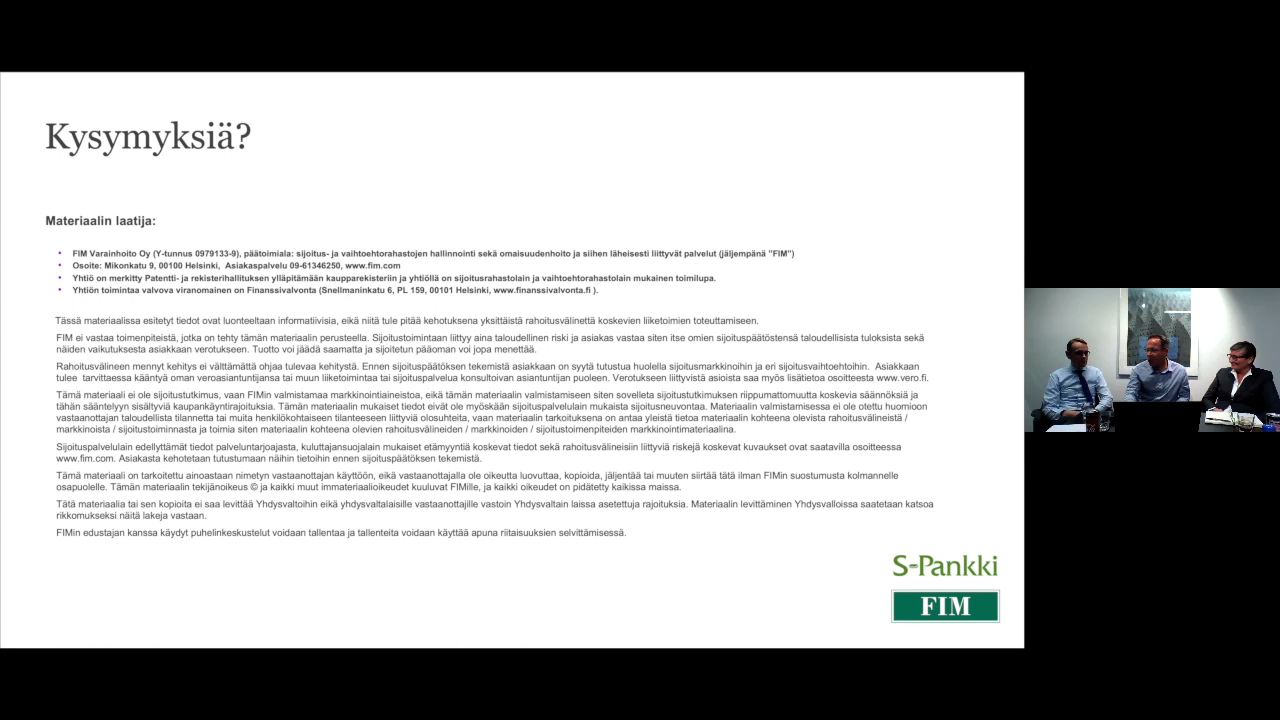 Kysymyksiä?
Materiaalin laatija:
• FIM Varainhoito Oy (Y-tunnus 0979133-9), päätoimiala: sijoitus- ja vaihtoehtorahastojen hallinnointi sekä omaisuudenhoito ja siihen läheisesti liittyvät palvelut (jäljempänä "FIM")
• Osoite: Mikonkatu 9, 00100 Helsinki, Asiakaspalvelu 09-61346250, www.fim.com
• Yhtiö on merkitty Patentti- ja rekisterihallituksen ylläpitämään kaupparekisteriin ja yhtiöllä on sijoitusrahastolain ja vaihtoehtorahastolain mukainen toimilupa.
• Yhtiön toimintaa valvova viranomainen on Finanssivalvonta (Snellmaninkatu 6, PL 159, 00101 Helsinki, www.finanssivalvonta.fi ).
Tässä materiaalissa esitetyt tiedot ovat luonteeltaan informatiivisia, eikä niitä tule pitää kehotuksena yksittäistä rahoitusvälinettä koskevien liiketoimien toteuttamiseen.
FIM ei vastaa toimenpiteistä, jotka on tehty tämän materiaalin perusteella. Sijoitustoimintaan liittyy aina taloudellinen riski ja asiakas vastaa siten itse omien sijoituspäätöstensä taloudellisista tuloksista sekä
näiden vaikutuksesta asiakkaan verotukseen. Tuotto voi jäädä saamatta ja sijoitetun pääoman voi jopa menettää.
Rahoitusvälineen mennyt kehitys ei välttämättä ohjaa tulevaa kehitystä. Ennen sijoituspäätöksen tekemistä asiakkaan on syytä tutustua huolella sijoitusmarkkinoihin ja eri sijoitusvaihtoehtoihin. Asiakkaan
tulee tarvittaessa kääntyä oman veroasiantuntijansa tai muun liiketoimintaa tai sijoituspalvelua konsultoivan asiantuntijan puoleen. Verotukseen liittyvistä asioista saa myös lisätietoa osoitteesta www.vero.fi.
Tämä materiaali ei ole sijoitustutkimus, vaan FIMin valmistamaa markkinointiaineistoa, eikä tämän materiaalin valmistamiseen siten sovelleta sijoitustutkimuksen riippumattomuutta koskevia säännöksiä ja
tähän sääntelyyn sisältyviä kaupankäyntirajoituksia. Tämän materiaalin mukaiset tiedot eivät ole myöskään sijoituspalvelulain mukaista sijoitusneuvontaa. Materiaalin valmistamisessa ei ole otettu huomioon
vastaanottajan taloudellista tilannetta tai muita henkilökohtaiseen tilanteeseen liittyviä olosuhteita, vaan materiaalin tarkoituksena on antaa yleistä tietoa materiaalin kohteena olevista rahoitusvälineistä /
markkinoista / sijoitustoiminnasta ja toimia siten materiaalin kohteena olevien rahoitusvälineiden / markkinoiden / sijoitustoimenpiteiden markkinointimateriaalina.
Sijoituspalvelulain edellyttämät tiedot palveluntarjoajasta, kuluttajansuojalain mukaiset etämyyntiä koskevat tiedot sekä rahoitusvälineisiin liittyviä riskejä koskevat kuvaukset ovat saatavilla osoitteessa
www.fim.com. Asiakasta kehotetaan tutustumaan näihin tietoihin ennen sijoituspäätöksen tekemistä.
Tämä materiaali on tarkoitettu ainoastaan nimetyn vastaanottajan käyttöön, eikä vastaanottajalla ole oikeutta luovuttaa, kopioida, jäljentää tai muuten siirtää tätä ilman FIMin suostumusta kolmannelle
osapuolelle. Tämän materiaalin tekijänoikeus © ja kaikki muut immateriaalioikeudet kuuluvat FIMille, ja kaikki oikeudet on pidätetty kaikissa maissa.
Tätä materiaalia tai sen kopioita ei saa levittää Yhdysvaltoihin eikä yhdysvaltalaisille vastaanottajille vastoin Yhdysvaltain laissa asetettuja rajoituksia. Materiaalin levittäminen Yhdysvalloissa saatetaan katsoa
rikkomukseksi näitä lakeja vastaan.
FIMin edustajan kanssa käydyt puhelinkeskustelut voidaan tallentaa ja tallenteita voidaan käyttää apuna riitaisuuksien selvittämisessä.
S-Pankki
FIM